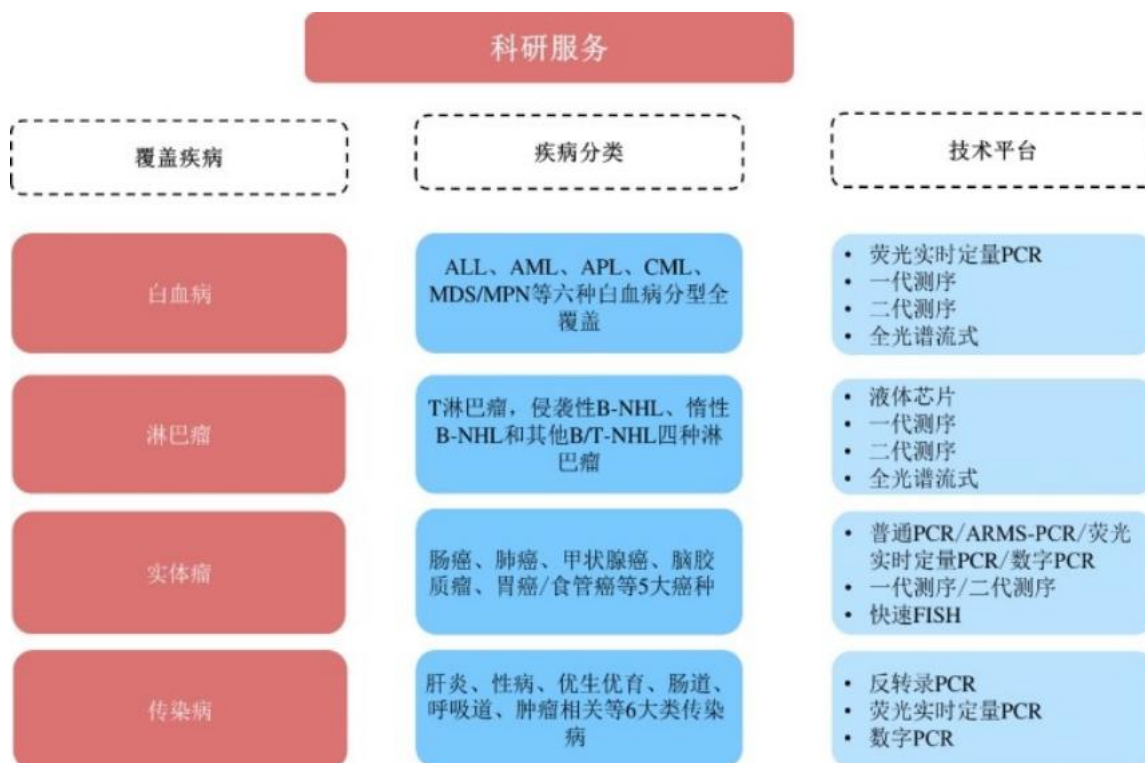 科研服务
覆盖疾病
疾病分类
技术平台
白血病
ALL、AML、APL、CML、
MDS/MPN等六种白血病分型全
覆盖
• 荧光实时定量PCR
• 一代测序
• 二代测序
• 全光谱流式
淋巴瘤
T淋巴瘤，侵袭性B-NHL、惰性
B-NHL和其他B/T-NHL四种淋
巴瘤
• 液体芯片
• 一代测序
• 二代测序
• 全光谱流式
实体瘤
肠癌、肺癌、甲状腺癌、脑胶
质瘤、胃癌/食管癌等5大癌种
• 普通PCR/ARMS-PCR/荧光
实时定量PCR/数字PCR
• 一代测序/二代测序
• 快速FISH
传染病
肝炎、性病、优生优育、肠道、
呼吸道、肿瘤相关等6大类传染
病
• 反转录PCR
• 荧光实时定量PCR
• 数字PCR